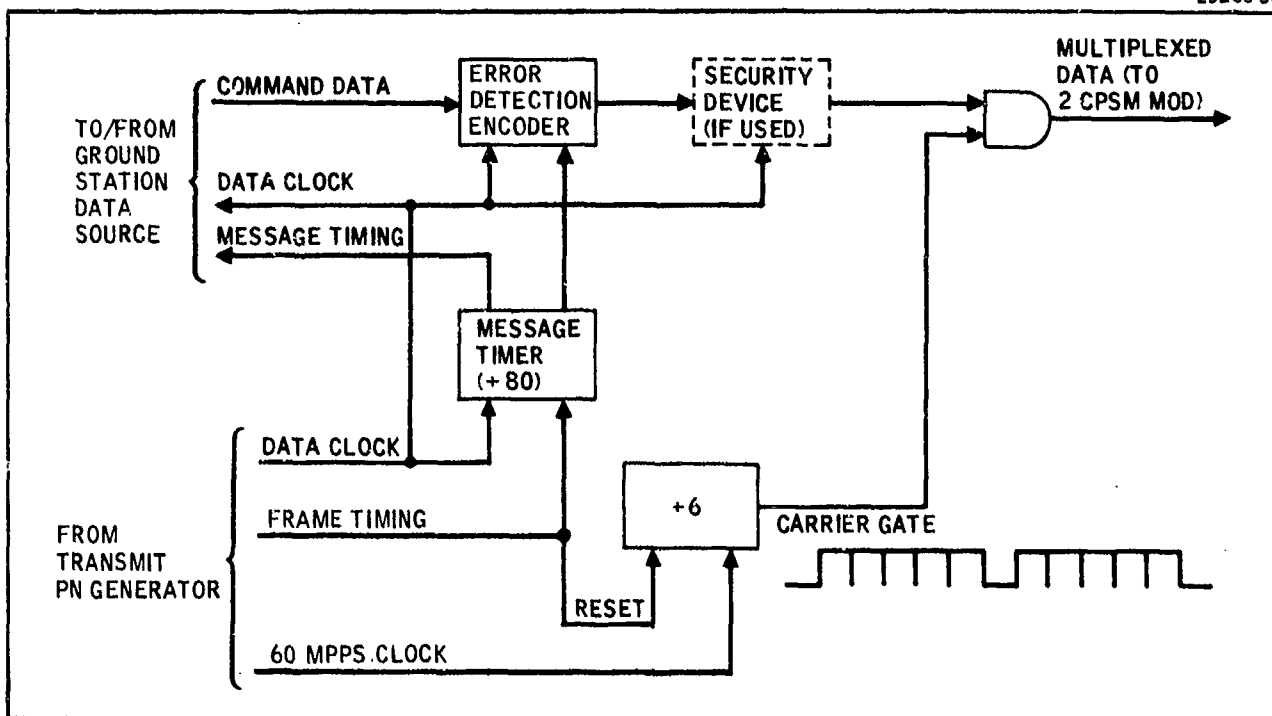 COMMAND DATA
ERROR
DETECTION
ENCODER
SECURITY
DEVICE
(IF USED)
MULTIPLEXED
DATA (TO
2 CPSM MOD)
TO/FROM
GROUND
STATION
DATA
SOURCE
DATA CLOCK
MESSAGE TIMING
MESSAGE
TIMER
(+80)
DATA CLOCK
FRAME TIMING
+6
CARRIER GATE
FROM
TRANSMIT
PN GENERATOR
RESET
60 MPPS.CLOCK